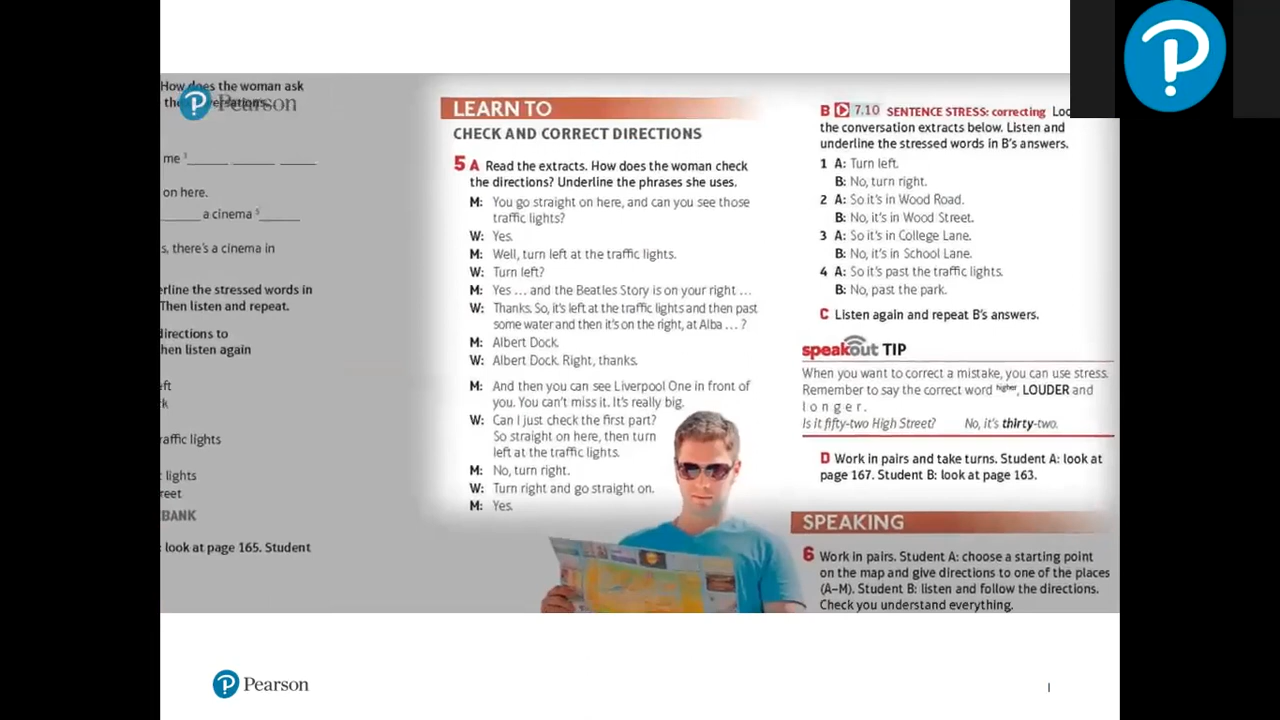 How does the woman ask
Pearson
me ³_____ _____ _____
on here.
_____ a cinema ⁵_____
s, there's a cinema in
erline the stressed words in
Then listen and repeat.
directions to
hen listen again
eft
k
affic lights
lights
reet
BANK
: look at page 165. Student
LEARN TO
CHECK AND CORRECT DIRECTIONS
5 A Read the extracts. How does the woman check
the directions? Underline the phrases she uses.
M: You go straight on here, and can you see those
traffic lights?
W: Yes.
M: Well, turn left at the traffic lights.
W: Turn left?
M: Yes ... and the Beatles Story is on your right ...
W: Thanks. So, it's left at the traffic lights and then past
some water and then it's on the right, at Alba ... ?
M: Albert Dock.
W: Albert Dock. Right, thanks.
M: And then you can see Liverpool One in front of
you. You can't miss it. It's really big.
W: Can I just check the first part?
So straight on here, then turn
left at the traffic lights.
M: No, turn right.
W: Turn right and go straight on.
M: Yes.
B 7.10 SENTENCE STRESS: correcting Loo
the conversation extracts below. Listen and
underline the stressed words in B's answers.
1 A: Turn left.
B: No, turn right.
2 A: So it's in Wood Road.
B: No, it's in Wood Street.
3 A: So it's in College Lane.
B: No, it's in School Lane.
4 A: So it's past the traffic lights.
B: No, past the park.
C Listen again and repeat B's answers.
speakout TIP
When you want to correct a mistake, you can use stress.
Remember to say the correct word higher, LOUDER and
l o n g e r .
Is it fifty-two High Street? No, it's thirty-two.
D Work in pairs and take turns. Student A: look at
page 167. Student B: look at page 163.
SPEAKING
6 Work in pairs. Student A: choose a starting point
on the map and give directions to one of the places
(A–M). Student B: listen and follow the directions.
Check you understand everything.
Pearson